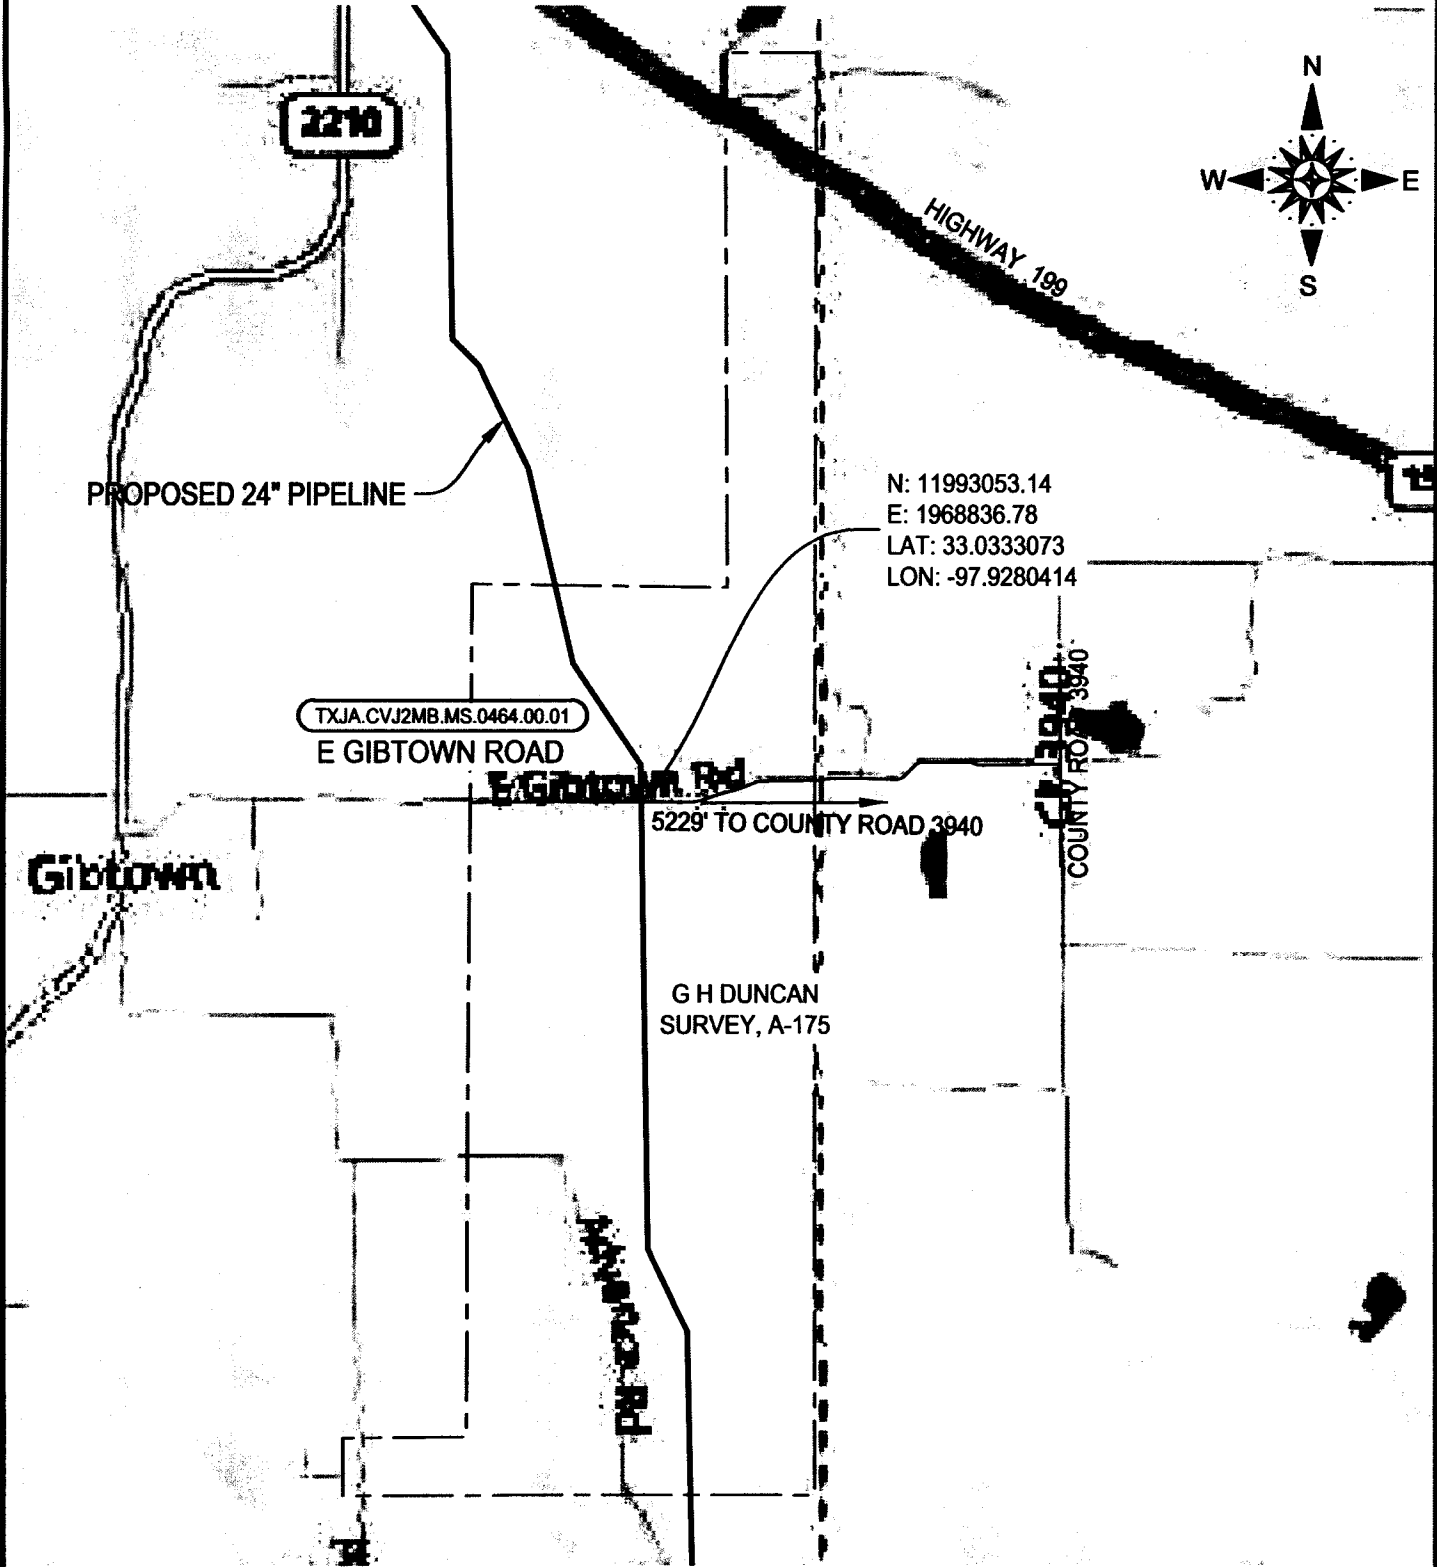 N
2210
W
E
HIGHWAY 199
S
PROPOSED 24" PIPELINE
N: 11993053.14
E: 1968836.78
LAT: 33.0333073
LON: -97.9280414
TXJA.CVJ2MB.MS.0464.00.01
E GIBTOWN ROAD
E Gibtown Rd
5229' TO COUNTY ROAD 3940
COUNTY ROAD 3940
Gibtown
G H DUNCAN
SURVEY, A-175